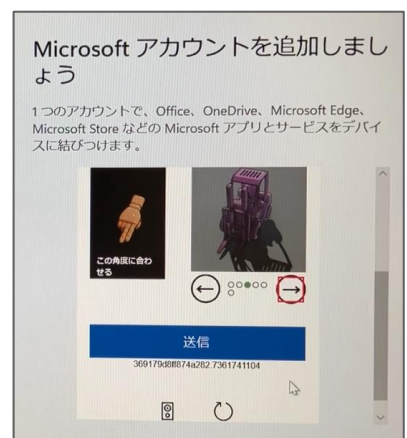 Microsoft アカウントを追加しまし
ょう
1 つのアカウントで、Office、OneDrive、Microsoft Edge、
Microsoft Store などの Microsoft アプリとサービスをデバイ
スに結びつけます。
この角度に合わ
せる
送信
369179d8ff874a282.7361741104